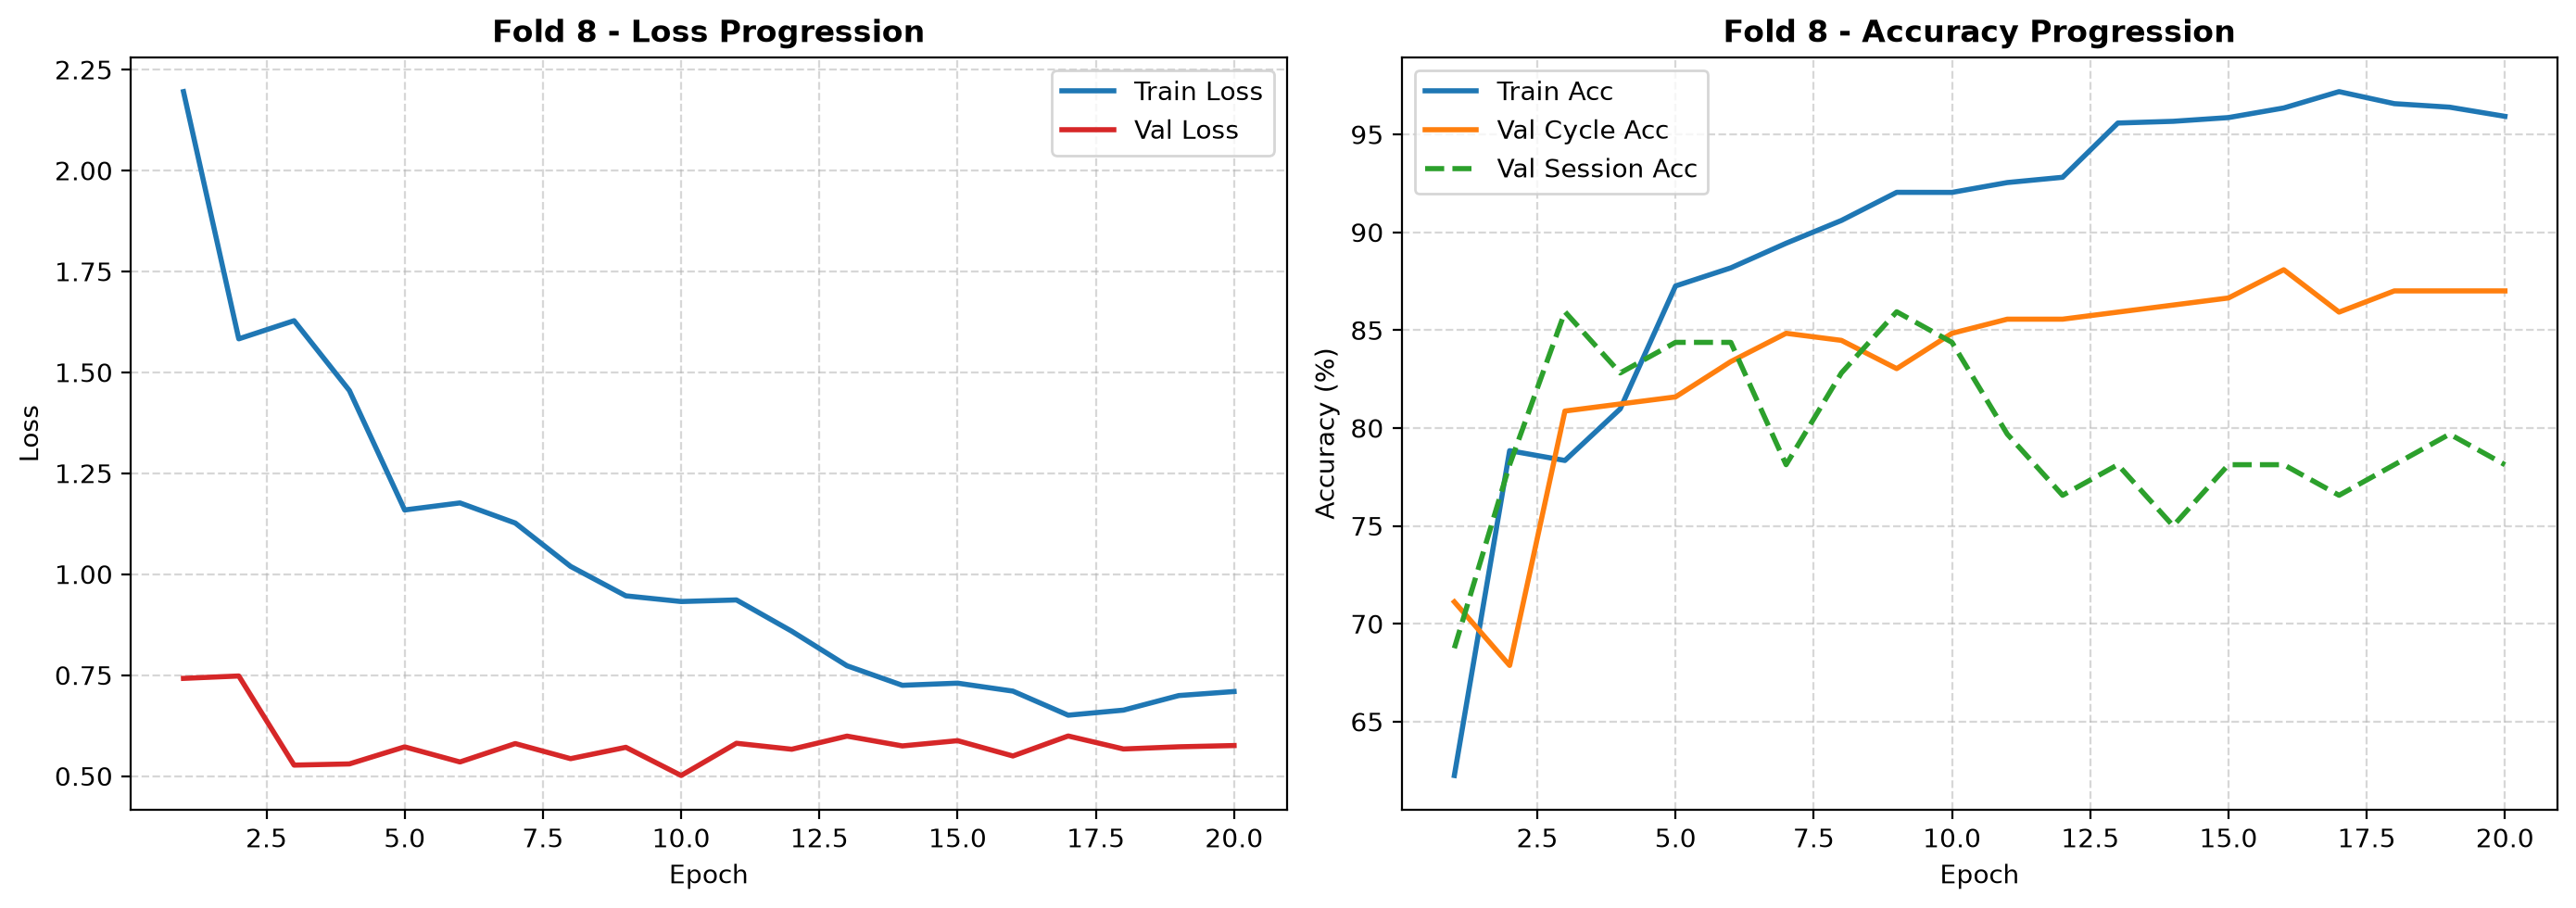 Fold 8 - Loss Progression
2.25
2.00
1.75
1.50
1.25
1.00
0.75
0.50
Loss
Train Loss
Val Loss
2.5 5.0 7.5 10.0 12.5 15.0 17.5 20.0
Epoch
Fold 8 - Accuracy Progression
95
90
85
80
75
70
65
Accuracy (%)
Train Acc
Val Cycle Acc
Val Session Acc
2.5 5.0 7.5 10.0 12.5 15.0 17.5 20.0
Epoch